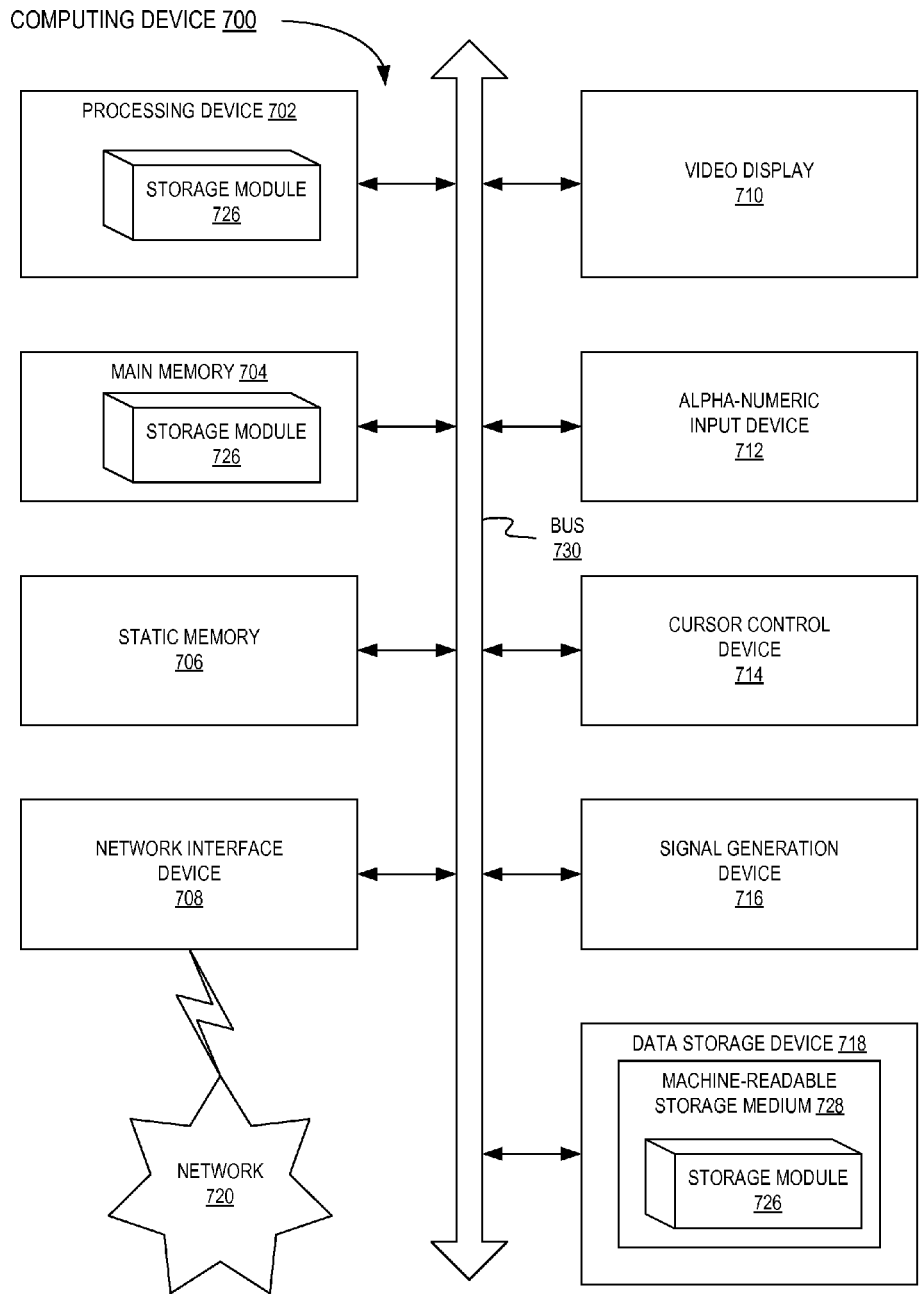 COMPUTING DEVICE 700
PROCESSING DEVICE 702
STORAGE MODULE
726
VIDEO DISPLAY
710
MAIN MEMORY 704
STORAGE MODULE
726
ALPHA-NUMERIC
INPUT DEVICE
712
BUS
730
STATIC MEMORY
706
CURSOR CONTROL
DEVICE
714
NETWORK INTERFACE
DEVICE
708
SIGNAL GENERATION
DEVICE
716
DATA STORAGE DEVICE 718
MACHINE-READABLE
STORAGE MEDIUM 728
STORAGE MODULE
726
NETWORK
720